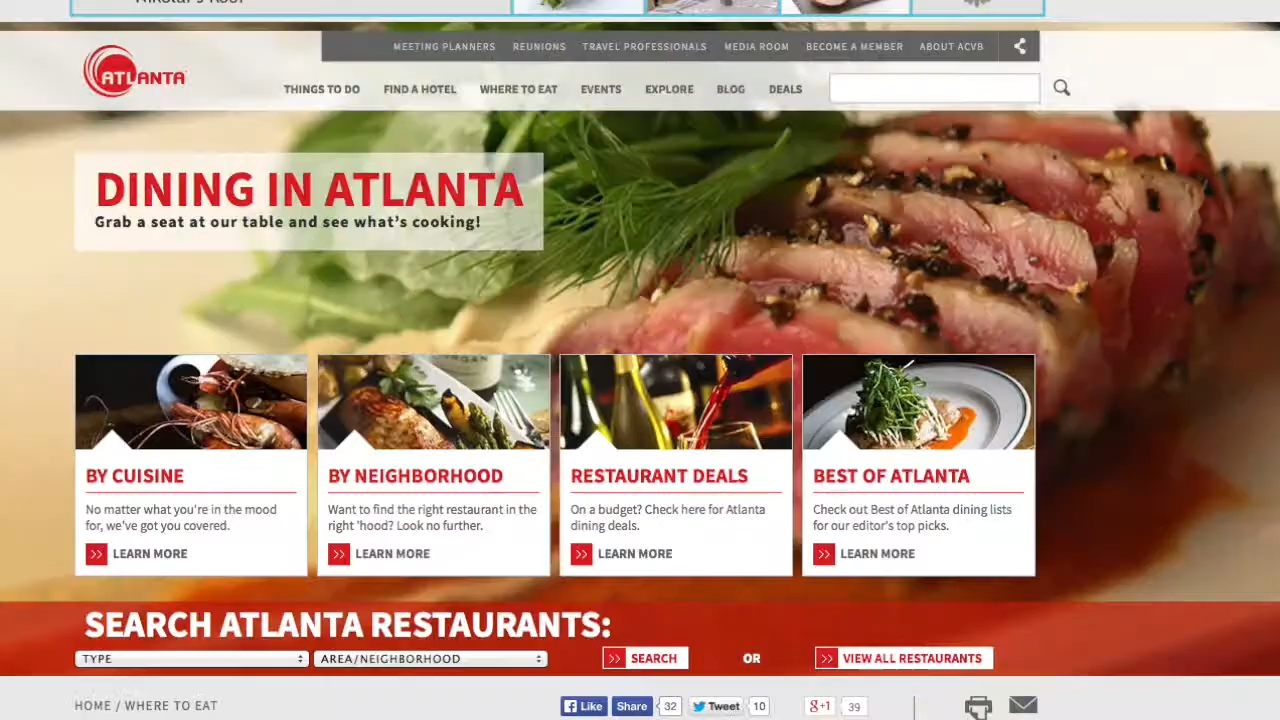 MEETING PLANNERS REUNIONS TRAVEL PROFESSIONALS MEDIA ROOM BECOME A MEMBER ABOUT ACVB
ATLANTA
THINGS TO DO FIND A HOTEL WHERE TO EAT EVENTS EXPLORE BLOG DEALS
DINING IN ATLANTA
Grab a seat at our table and see what's cooking!
BY CUISINE
No matter what you're in the mood
for, we've got you covered.
LEARN MORE
BY NEIGHBORHOOD
Want to find the right restaurant in the
right 'hood? Look no further.
LEARN MORE
RESTAURANT DEALS
On a budget? Check here for Atlanta
dining deals.
LEARN MORE
BEST OF ATLANTA
Check out Best of Atlanta dining lists
for our editor's top picks.
LEARN MORE
SEARCH ATLANTA RESTAURANTS:
TYPE AREA/NEIGHBORHOOD SEARCH OR VIEW ALL RESTAURANTS
HOME / WHERE TO EAT Like Share 32 Tweet 10 g+1 39